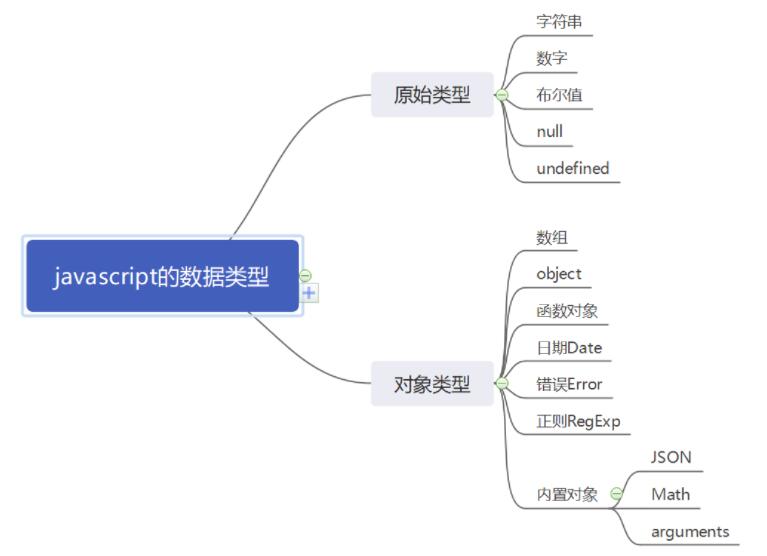 javascript的数据类型
原始类型
字符串
数字
布尔值
null
undefined
对象类型
数组
object
函数对象
日期Date
错误Error
正则RegExp
内置对象
JSON
Math
arguments